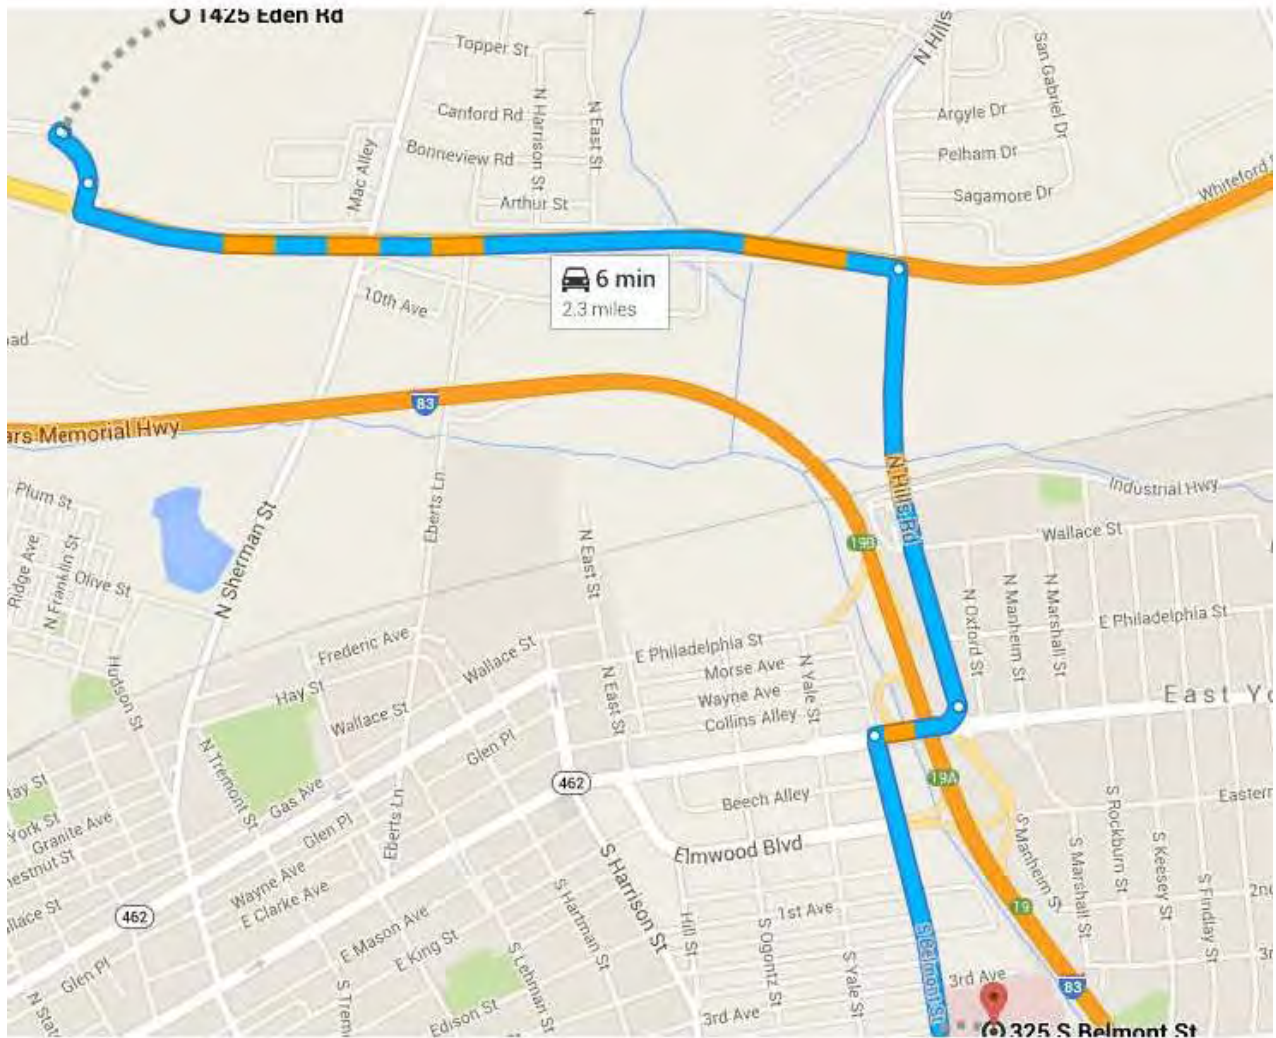 1425 Eden Rd
N Hills
Topper St
San Gabriel Dr
Canford Rd
N Harrison St
N East St
Argyle Dr
Mac Alley
Bonneview Rd
Pelham Dr
Arthur St
Sagamore Dr
Whiteford
6 min
2.3 miles
10th Ave
83
ars Memorial Hwy
N Sherman St
Eberts Ln
N Hills Rd
Industrial Hwy
Plum St
Ridge Ave
N Franklin St
Olive St
N East St
19B
Wallace St
N Oxford St
N Manheim St
N Marshall St
E Philadelphia St
Frederic Ave
Wallace St
E Philadelphia St
Morse Ave
Wayne Ave
Collins Alley
N Yale St
N East St
Hudson St
Hay St
Wallace St
Glen Pl
East Yo
N Tremont St
Gas Ave
Glen Pl
Eberts Ln
462
Beech Alley
19A
Eastern
York St
Granite Ave
Elmwood Blvd
S Manheim St
S Marshall St
S Rockburn St
S Keesey St
S Findlay St
Wayne Ave
E Clarke Ave
462
S Harrison St
S Hartman St
1st Ave
19
2nd
E Mason Ave
E King St
Hill St
S Ogontz St
S Yale St
S Belmont St
3rd Ave
83
Glen Pl
S Lehman St
Edison St
3rd Ave
325 S Belmont St